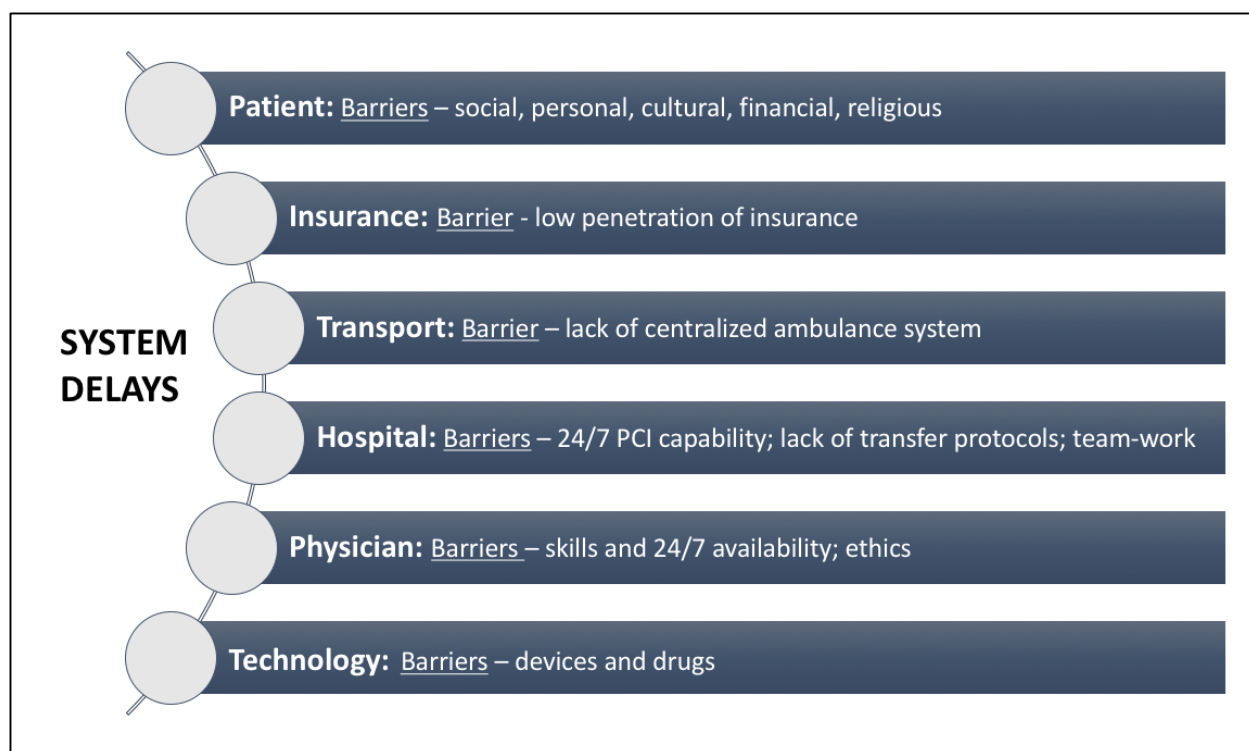 Patient: Barriers – social, personal, cultural, financial, religious
Insurance: Barrier - low penetration of insurance
Transport: Barrier – lack of centralized ambulance system
SYSTEM
DELAYS
Hospital: Barriers – 24/7 PCI capability; lack of transfer protocols; team-work
Physician: Barriers – skills and 24/7 availability; ethics
Technology: Barriers – devices and drugs